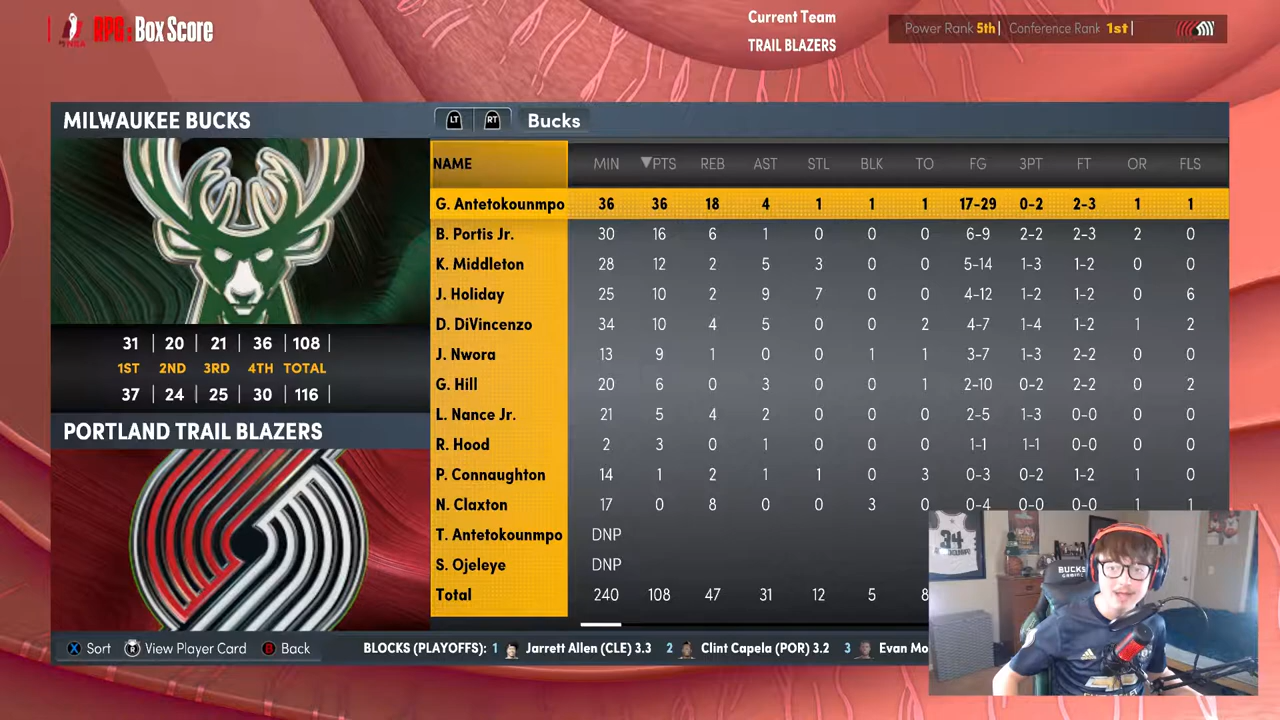 RPG: Box Score
Current Team
TRAIL BLAZERS
Power Rank 5th| Conference Rank 1st|
MILWAUKEE BUCKS
LT RT Bucks
NAME MIN ▼PTS REB AST STL BLK TO FG 3PT FT OR FLS
G. Antetokounmpo 36 36 18 4 1 1 1 17-29 0-2 2-3 1 1
B. Portis Jr. 30 16 6 1 0 0 0 6-9 2-2 2-3 2 0
K. Middleton 28 12 2 5 3 0 0 5-14 1-3 1-2 0 0
J. Holiday 25 10 2 9 7 0 0 4-12 1-2 1-2 0 6
D. DiVincenzo 34 10 4 5 0 0 2 4-7 1-4 1-2 1 2
J. Nwora 13 9 1 0 0 1 1 3-7 1-3 2-2 0 0
G. Hill 20 6 0 3 0 0 1 2-10 0-2 2-2 0 2
L. Nance Jr. 21 5 4 2 0 0 0 2-5 1-3 0-0 0 0
R. Hood 2 3 0 1 0 0 0 1-1 1-1 0-0 0 0
P. Connaughton 14 1 2 1 1 0 3 0-3 0-2 1-2 1 0
N. Claxton 17 0 8 0 0 3 0 0-4 0-0 0-0 1 1
T. Antetokounmpo DNP
S. Ojeleye DNP
Total 240 108 47 31 12 5 8
31 | 20 | 21 | 36 | 108 |
1ST 2ND 3RD 4TH TOTAL
37 | 24 | 25 | 30 | 116 |
PORTLAND TRAIL BLAZERS
X Sort R View Player Card B Back
BLOCKS (PLAYOFFS): 1 Jarrett Allen (CLE) 3.3 2 Clint Capela (POR) 3.2 3 Evan Mo
34
BUCKS
GAMING